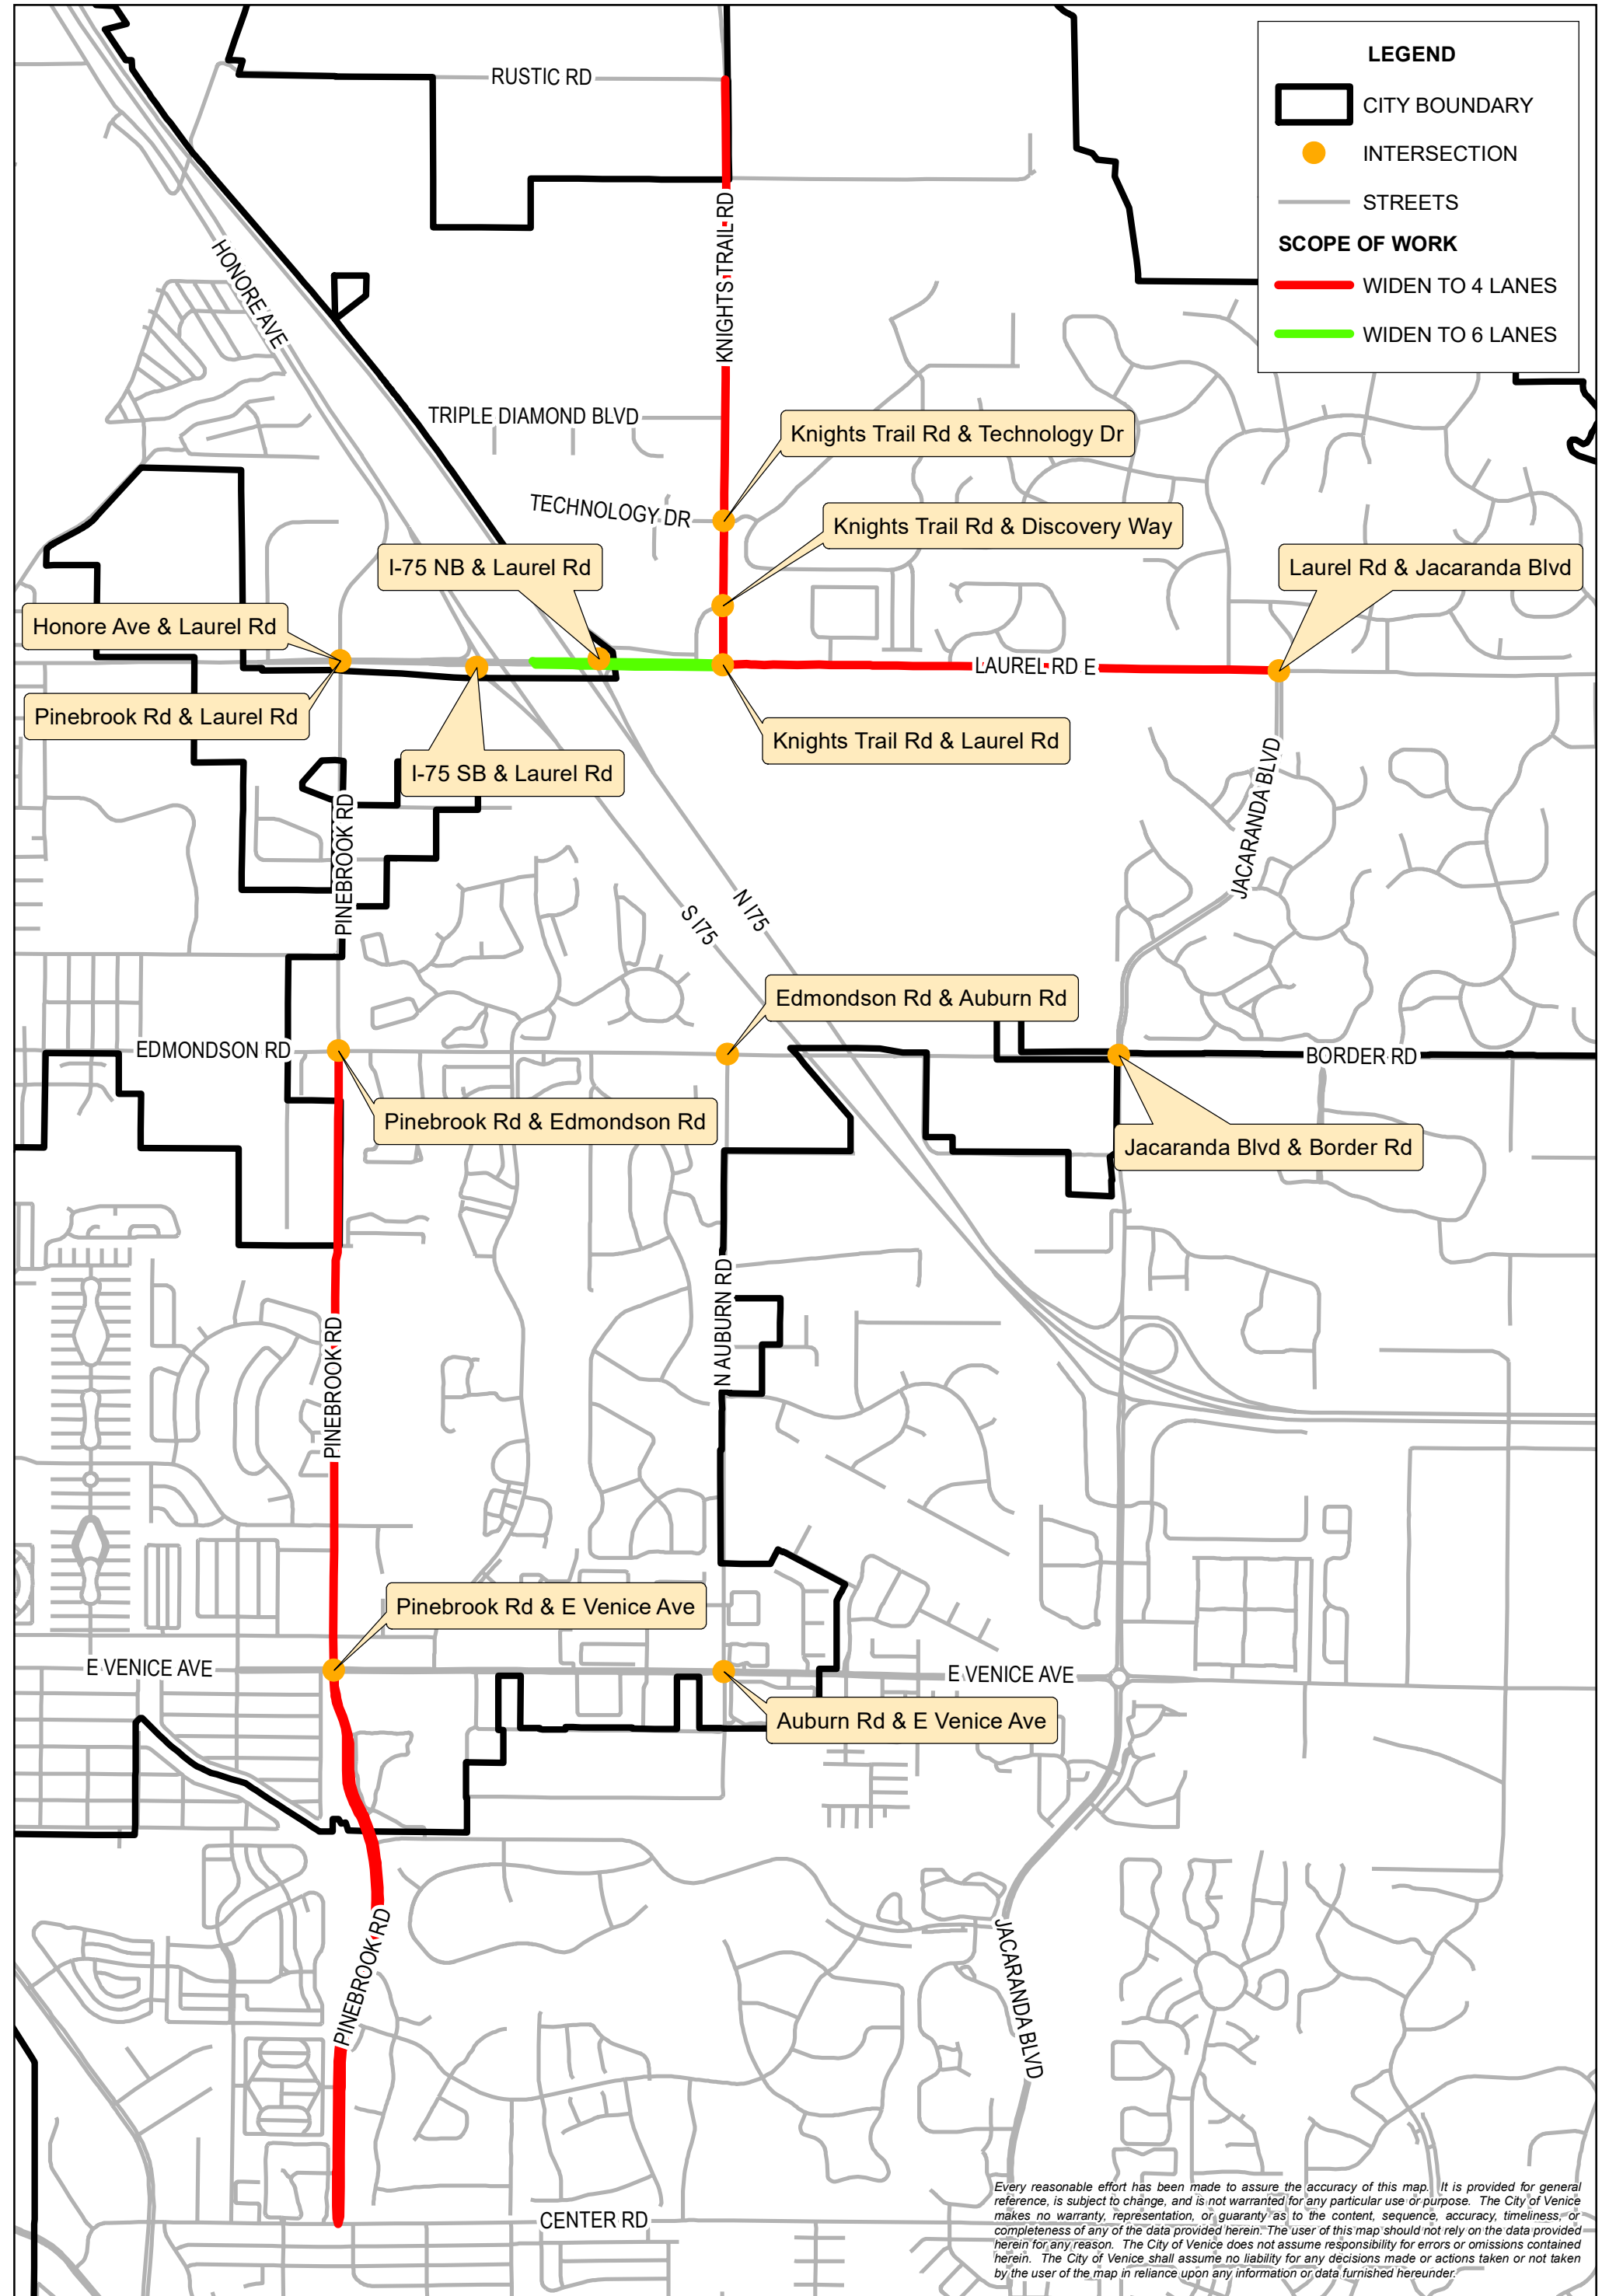 LEGEND
CITY BOUNDARY
INTERSECTION
STREETS
SCOPE OF WORK
WIDEN TO 4 LANES
WIDEN TO 6 LANES
RUSTIC RD
KNIGHTS TRAIL RD
HONORE AVE
TRIPLE DIAMOND BLVD
Knights Trail Rd & Technology Dr
TECHNOLOGY DR
Knights Trail Rd & Discovery Way
I-75 NB & Laurel Rd
Laurel Rd & Jacaranda Blvd
Honore Ave & Laurel Rd
LAUREL RD E
Pinebrook Rd & Laurel Rd
Knights Trail Rd & Laurel Rd
I-75 SB & Laurel Rd
JACARANDA BLVD
PINEBROOK RD
N I75
S I75
Edmondson Rd & Auburn Rd
EDMONDSON RD
BORDER RD
Pinebrook Rd & Edmondson Rd
Jacaranda Blvd & Border Rd
N AUBURN RD
PINEBROOK RD
Pinebrook Rd & E Venice Ave
E VENICE AVE
E VENICE AVE
Auburn Rd & E Venice Ave
PINEBROOK RD
JACARANDA BLVD
CENTER RD
Every reasonable effort has been made to assure the accuracy of this map. It is provided for general
reference, is subject to change, and is not warranted for any particular use or purpose. The City of Venice
makes no warranty, representation, or guaranty as to the content, sequence, accuracy, timeliness, or
completeness of any of the data provided herein. The user of this map should not rely on the data provided
herein for any reason. The City of Venice does not assume responsibility for errors or omissions contained
herein. The City of Venice shall assume no liability for any decisions made or actions taken or not taken
by the user of the map in reliance upon any information or data furnished hereunder.